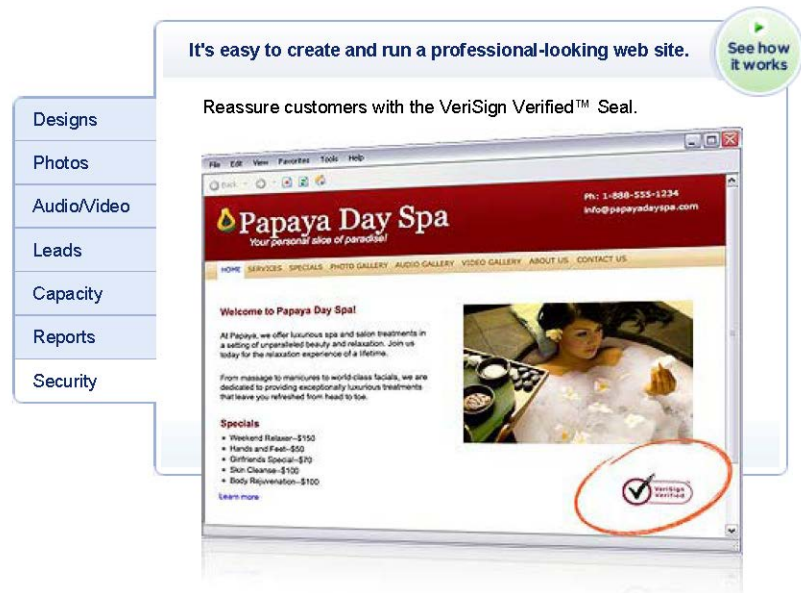 It's easy to create and run a professional-looking web site.
See how
it works
Designs
Photos
Audio/Video
Leads
Capacity
Reports
Security
Reassure customers with the VeriSign Verified™ Seal.
File Edit View Favorites Tools Help
Back
Papaya Day Spa
Your personal slice of paradise!
Ph: 1-888-555-1234
info@papayadayspa.com
HOME SERVICES SPECIALS PHOTO GALLERY AUDIO GALLERY VIDEO GALLERY ABOUT US CONTACT US
Welcome to Papaya Day Spa!
At Papaya, we offer luxurious spa and salon treatments in
a setting of unparalleled beauty and relaxation. Join us
today for the relaxation experience of a lifetime.
From massage to manicures to world-class facials, we are
dedicated to providing exceptionally luxurious treatments
that leave you refreshed from head to toe.
Specials
• Weekend Relaxer--$150
• Hands and Feet--$50
• Girlfriends Special--$70
• Skin Cleanse--$100
• Body Rejuvenation--$100
Learn more
VeriSign
Verified